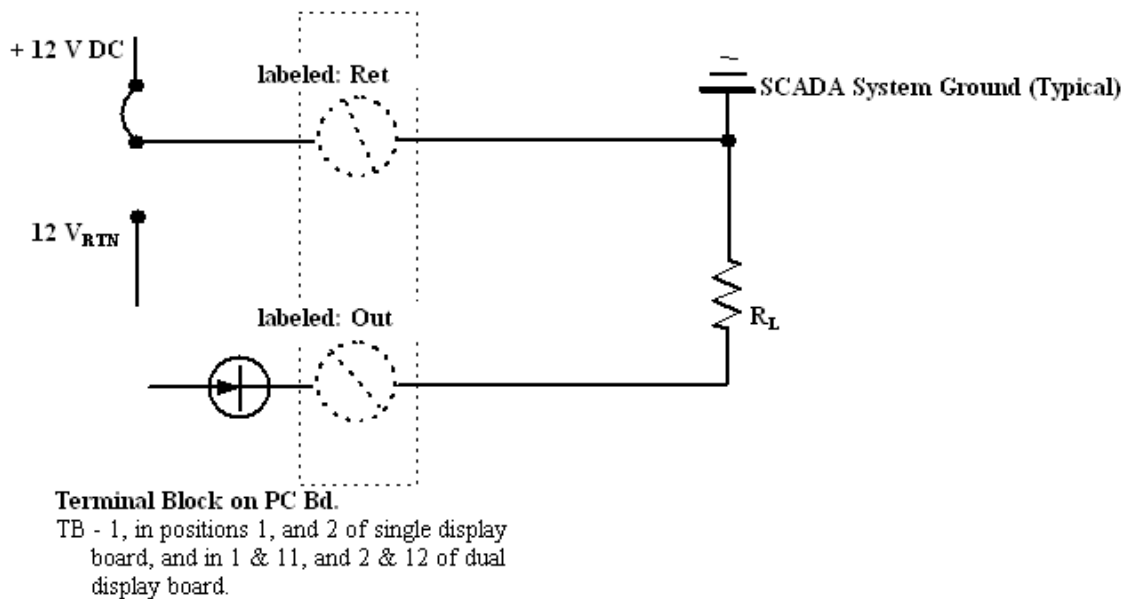 + 12 V DC
labeled: Ret
SCADA System Ground (Typical)
12 VRTN
labeled: Out
RL
Terminal Block on PC Bd.
TB - 1, in positions 1, and 2 of single display
board, and in 1 & 11, and 2 & 12 of dual
display board.